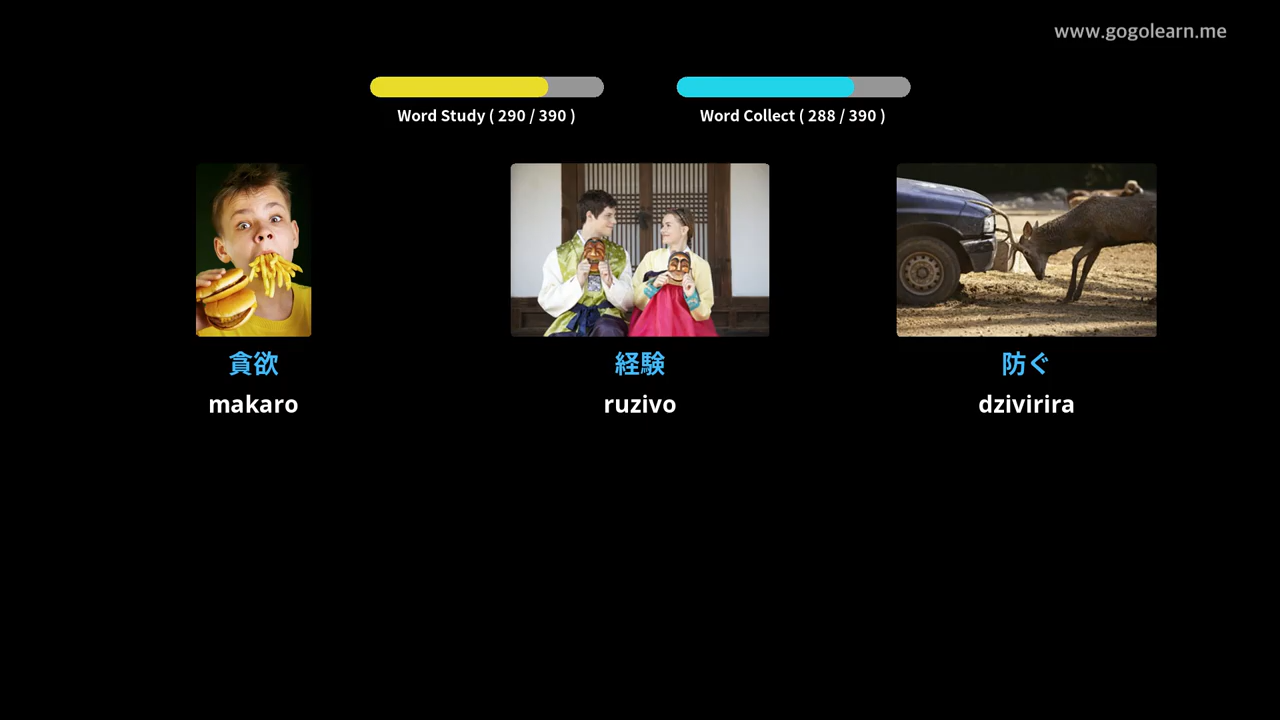 www.gogolearn.me
Word Study ( 290 / 390 )
Word Collect ( 288 / 390 )
貪欲
makaro
経験
ruzivo
防ぐ
dzivirira